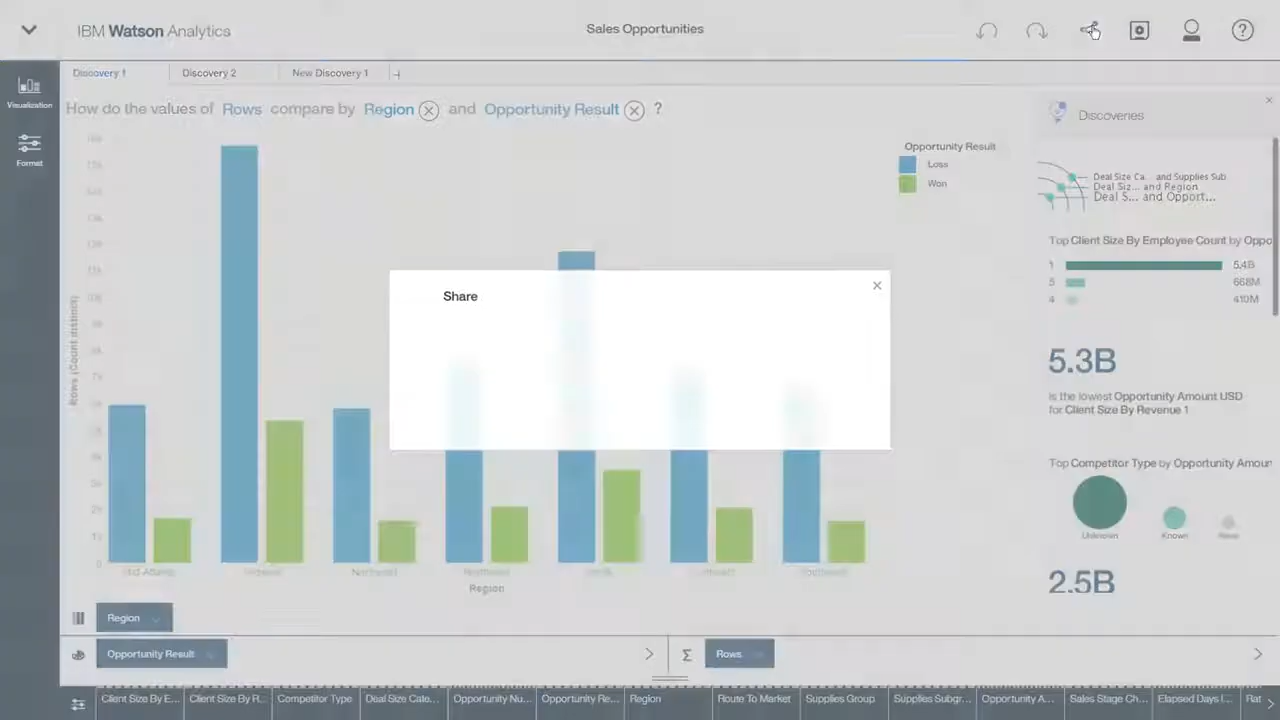 IBM Watson Analytics
Sales Opportunities
Discovery 1
Discovery 2
New Discovery 1
Visualization
Format
How do the values of Rows compare by Region and Opportunity Result ?
Opportunity Result
Loss
Won
Rows (Count distinct)
Region
Share
Discoveries
Deal Size Ca... and Supplies Sub
Deal Siz... and Region
Deal S... and Opport...
Top Client Size By Employee Count by Oppo
1 5.4B
5 668M
4 410M
5.3B
is the lowest Opportunity Amount USD
for Client Size By Revenue 1
Top Competitor Type by Opportunity Amoun
Unknown
Known
None
2.5B
Region
Opportunity Result
Σ Rows
Client Size By E...
Client Size By R...
Competitor Type
Deal Size Cate...
Opportunity Nu...
Opportunity Re...
Region
Route To Market
Supplies Group
Supplies Subgr...
Opportunity A...
Sales Stage Ch...
Elapsed Days I...
Rat